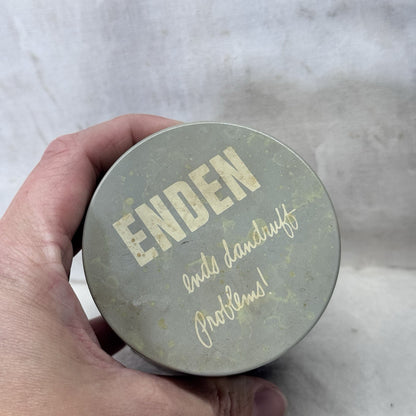 ENDEN
ends dandruff
Problems!